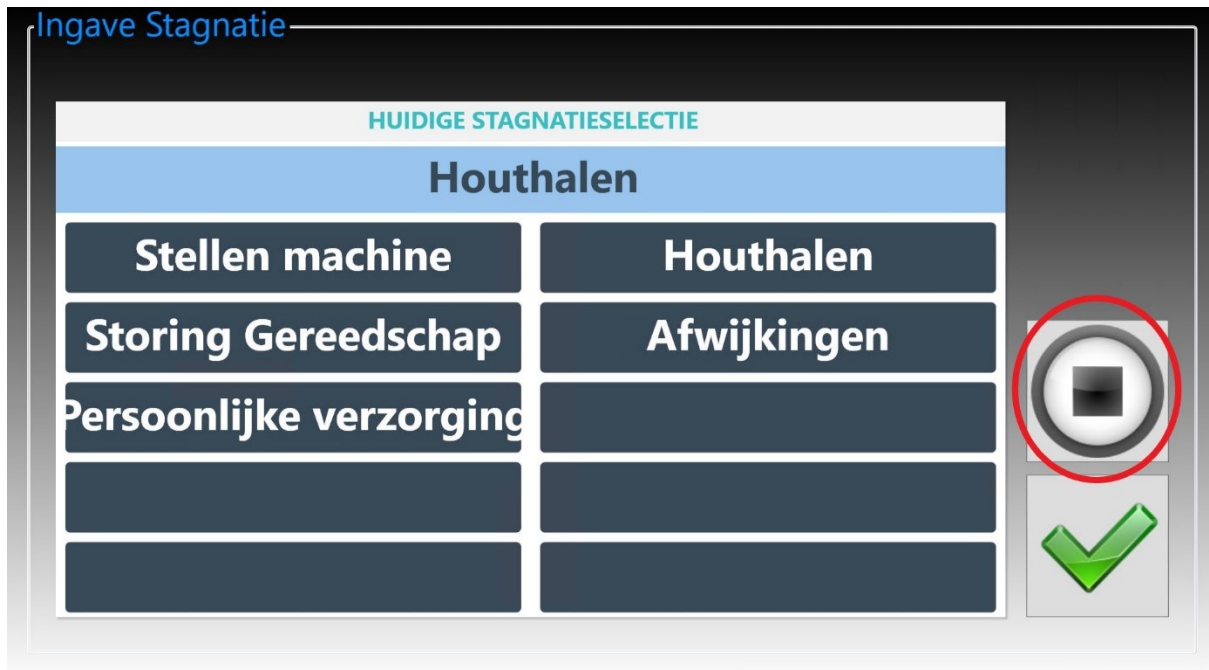 Ingave Stagnatie
HUIDIGE STAGNATIESELECTIE
Houthalen
Stellen machine
Houthalen
Storing Gereedschap
Afwijkingen
Persoonlijke verzorging